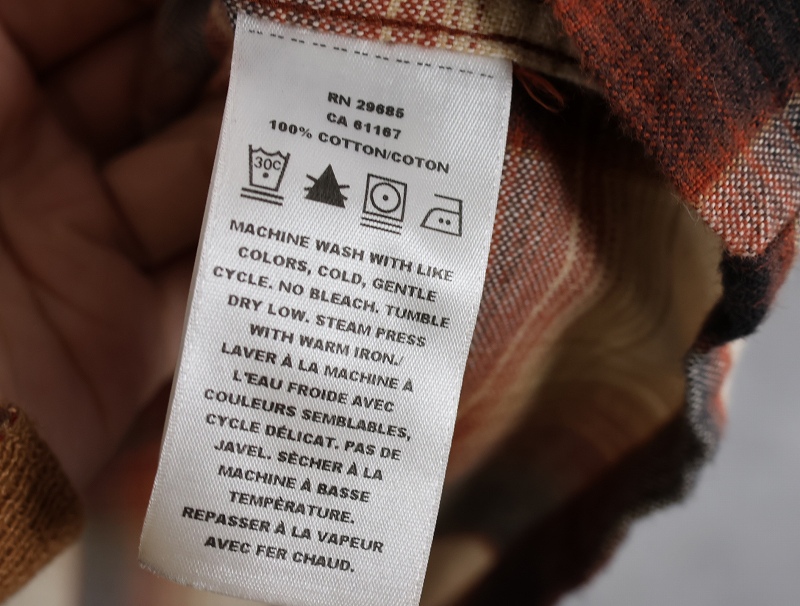 RN 29685
CA 61167
100% COTTON/COTON
30C
MACHINE WASH WITH LIKE
COLORS, COLD, GENTLE
CYCLE. NO BLEACH. TUMBLE
DRY LOW. STEAM PRESS
WITH WARM IRON./
LAVER À LA MACHINE À
L'EAU FROIDE AVEC
COULEURS SEMBLABLES,
CYCLE DÉLICAT. PAS DE
JAVEL. SÉCHER À LA
MACHINE À BASSE
TEMPÉRATURE.
REPASSER À LA VAPEUR
AVEC FER CHAUD.